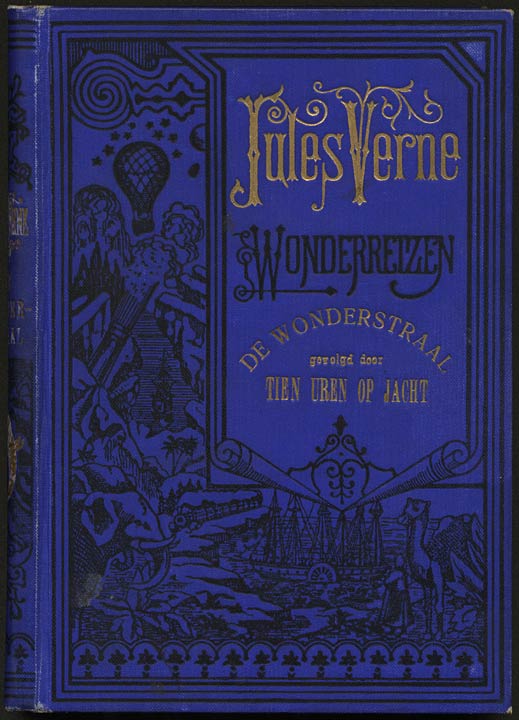 Jules Verne
WONDERREIZEN
DE WONDERSTRAAL
gevolgd door
TIEN UREN OP JACHT